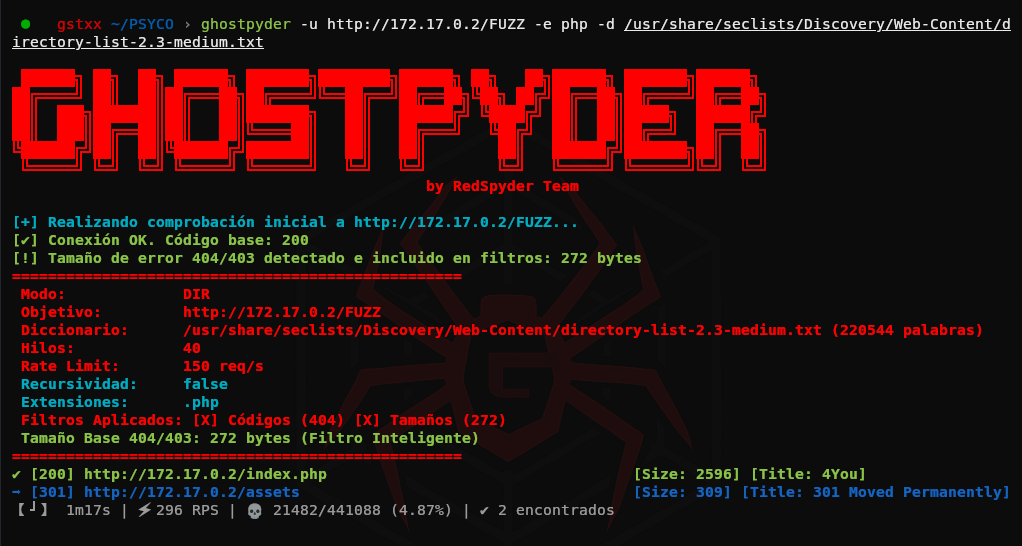 ● gstxx ~/PSYCO › ghostpyder -u http://172.17.0.2/FUZZ -e php -d /usr/share/seclists/Discovery/Web-Content/d
irectory-list-2.3-medium.txt
GHOSTPYDER
by RedSpyder Team
[+] Realizando comprobación inicial a http://172.17.0.2/FUZZ...
[✔] Conexión OK. Código base: 200
[!] Tamaño de error 404/403 detectado e incluido en filtros: 272 bytes
==================================================
Modo: DIR
Objetivo: http://172.17.0.2/FUZZ
Diccionario: /usr/share/seclists/Discovery/Web-Content/directory-list-2.3-medium.txt (220544 palabras)
Hilos: 40
Rate Limit: 150 req/s
Recursividad: false
Extensiones: .php
Filtros Aplicados: [X] Códigos (404) [X] Tamaños (272)
Tamaño Base 404/403: 272 bytes (Filtro Inteligente)
==================================================
✔ [200] http://172.17.0.2/index.php [Size: 2596] [Title: 4You]
→ [301] http://172.17.0.2/assets [Size: 309] [Title: 301 Moved Permanently]
【┘】 1m17s | ⚡296 RPS | 💀 21482/441088 (4.87%) | ✔ 2 encontrados